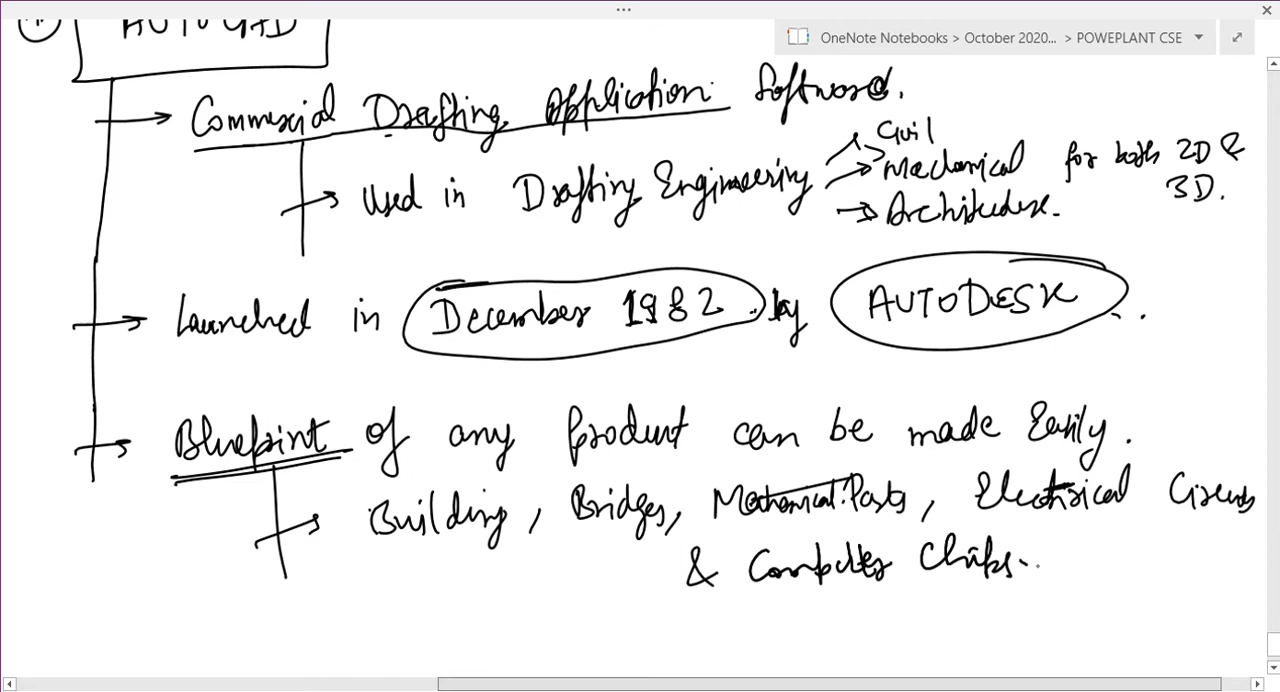 OneNote Notebooks > October 2020... > POWEPLANT CSE
① AUTOCAD
Commercial Drafting Application Software.
Used in Drafting Engineering
Civil
Mechanical
Architecture.
for both 2D &
3D.
Launched in December 1982. by AUTODESK..
Blueprint of any product can be made Easily.
Building, Bridges, Mechanical Parts, Electrical Circuits
& Computer Chips..